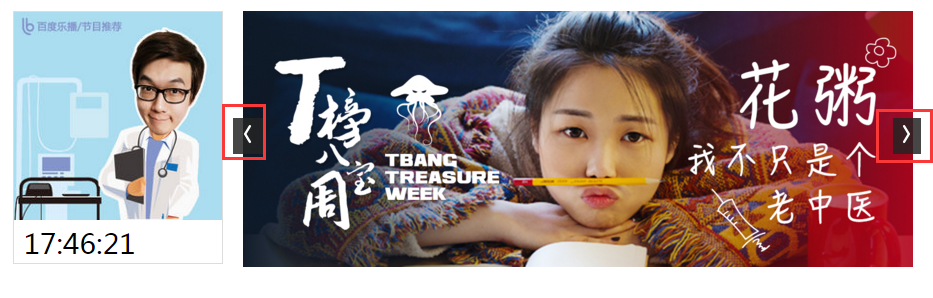 百度乐播/节目推荐
17:46:21
T榜
八宝
周
TBANG
TREASURE
WEEK
花粥
我不只是个
老中医